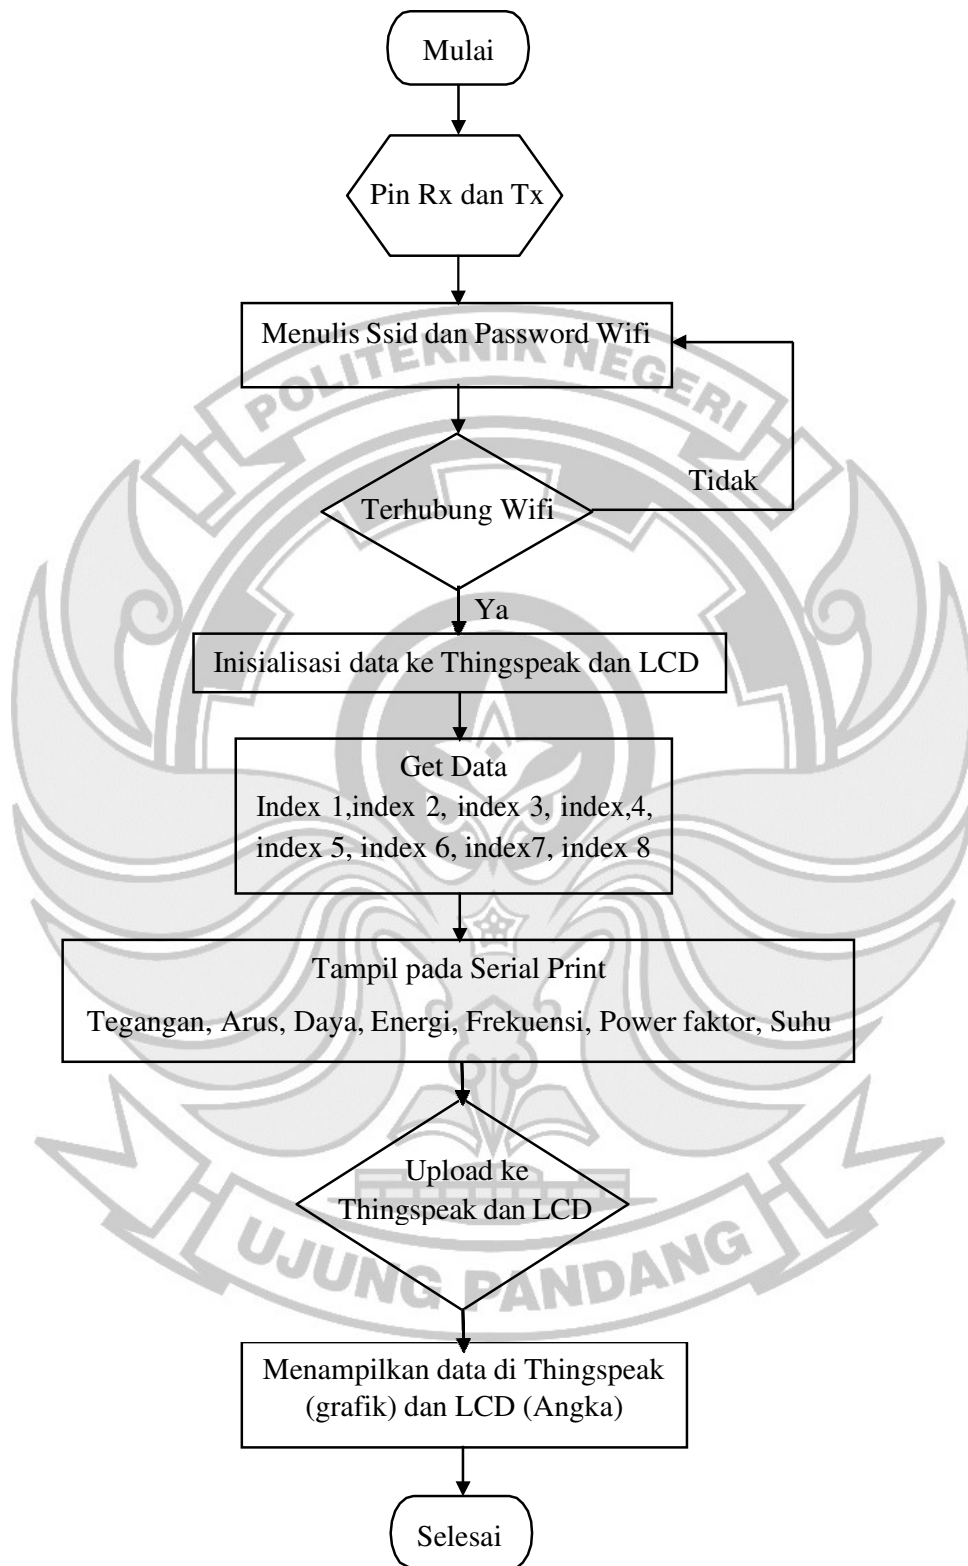 Mulai
Pin Rx dan Tx
Menulis Ssid dan Password Wifi
POLITEKNIK NEGERI
Tidak
Terhubung Wifi
Ya
Inisialisasi data ke Thingspeak dan LCD
Get Data
Index 1,index 2, index 3, index,4,
index 5, index 6, index7, index 8
Tampil pada Serial Print
Tegangan, Arus, Daya, Energi, Frekuensi, Power faktor, Suhu
Upload ke
Thingspeak dan LCD
UJUNG PANDANG
Menampilkan data di Thingspeak
(grafik) dan LCD (Angka)
Selesai